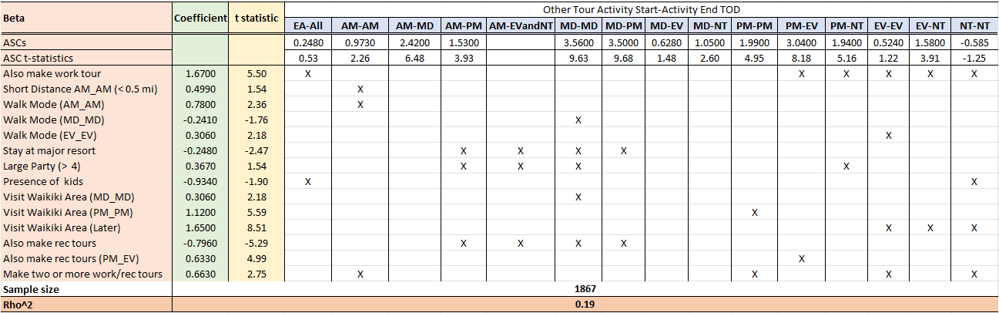 Beta Coefficient t statistic Other Tour Activity Start-Activity End TOD
EA-All AM-AM AM-MD AM-PM AM-EVandNT MD-MD MD-PM MD-EV MD-NT PM-PM PM-EV PM-NT EV-EV EV-NT NT-NT
ASCs 0.2480 0.9730 2.4200 1.5300 3.5600 3.5000 0.6280 1.0500 1.9900 3.0400 1.9400 0.5240 1.5800 -0.585
ASC t-statistics 0.53 2.26 6.48 3.93 9.63 9.68 1.48 2.60 4.95 8.18 5.16 1.22 3.91 -1.25
Also make work tour 1.6700 5.50 X X X X X X
Short Distance AM_AM (< 0.5 mi) 0.4990 1.54 X
Walk Mode (AM_AM) 0.7800 2.36 X
Walk Mode (MD_MD) -0.2410 -1.76 X
Walk Mode (EV_EV) 0.3060 2.18 X
Stay at major resort -0.2480 -2.47 X X X X
Large Party (> 4) 0.3670 1.54 X X X X
Presence of kids -0.9340 -1.90 X X
Visit Waikiki Area (MD_MD) 0.3060 2.18 X
Visit Waikiki Area (PM_PM) 1.1200 5.59 X
Visit Waikiki Area (Later) 1.6500 8.51 X X X
Also make rec tours -0.7960 -5.29 X X X X
Also make rec tours (PM_EV) 0.6330 4.99 X
Make two or more work/rec tours 0.6630 2.75 X X X X
Sample size 1867
Rho^2 0.19